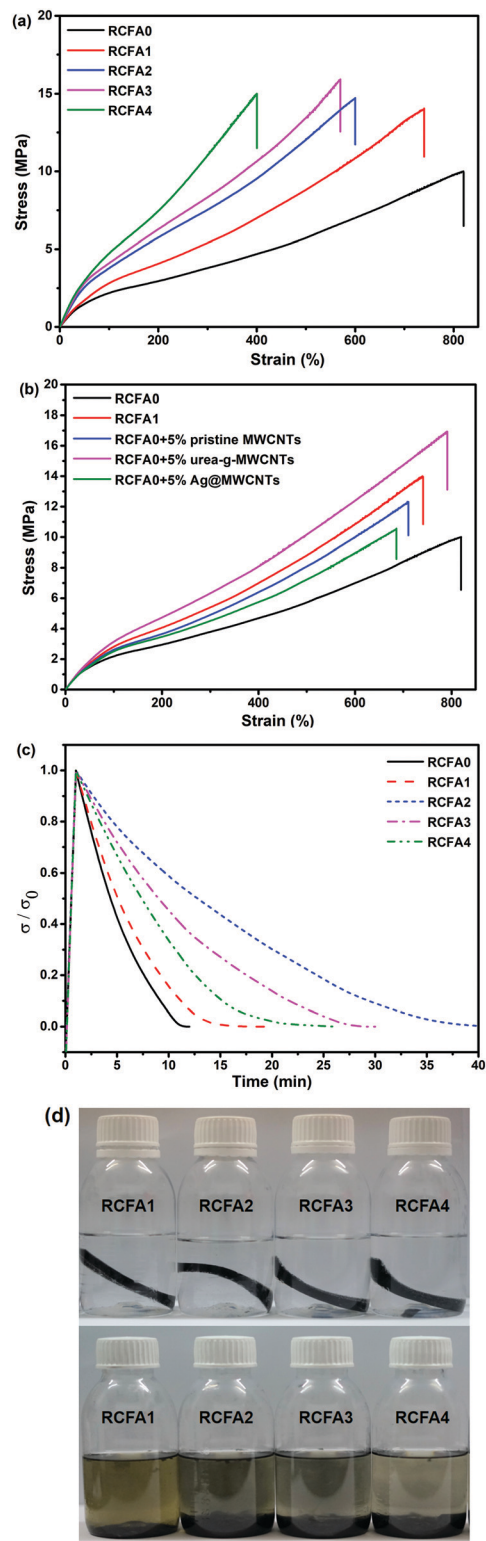 (a)
20
15
10
5
0
Stress (MPa)
RCFA0
RCFA1
RCFA2
RCFA3
RCFA4
0 200 400 600 800
Strain (%)
(b)
20
18
16
14
12
10
8
6
4
2
0
Stress (MPa)
RCFA0
RCFA1
RCFA0+5% pristine MWCNTs
RCFA0+5% urea-g-MWCNTs
RCFA0+5% Ag@MWCNTs
0 100 200 300 400 500 600 700 800
Strain (%)
(c)
1.0
0.8
0.6
0.4
0.2
0.0
σ / σ0
RCFA0
RCFA1
RCFA2
RCFA3
RCFA4
0 5 10 15 20 25 30 35 40
Time (min)
(d)
RCFA1 RCFA2 RCFA3 RCFA4
RCFA1 RCFA2 RCFA3 RCFA4